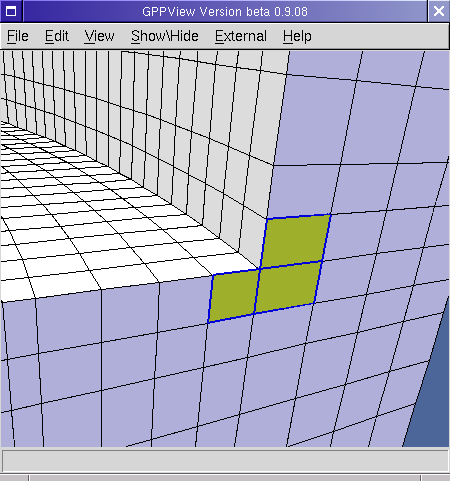 GPPView Version beta 0.9.08
File Edit View Show\Hide External Help